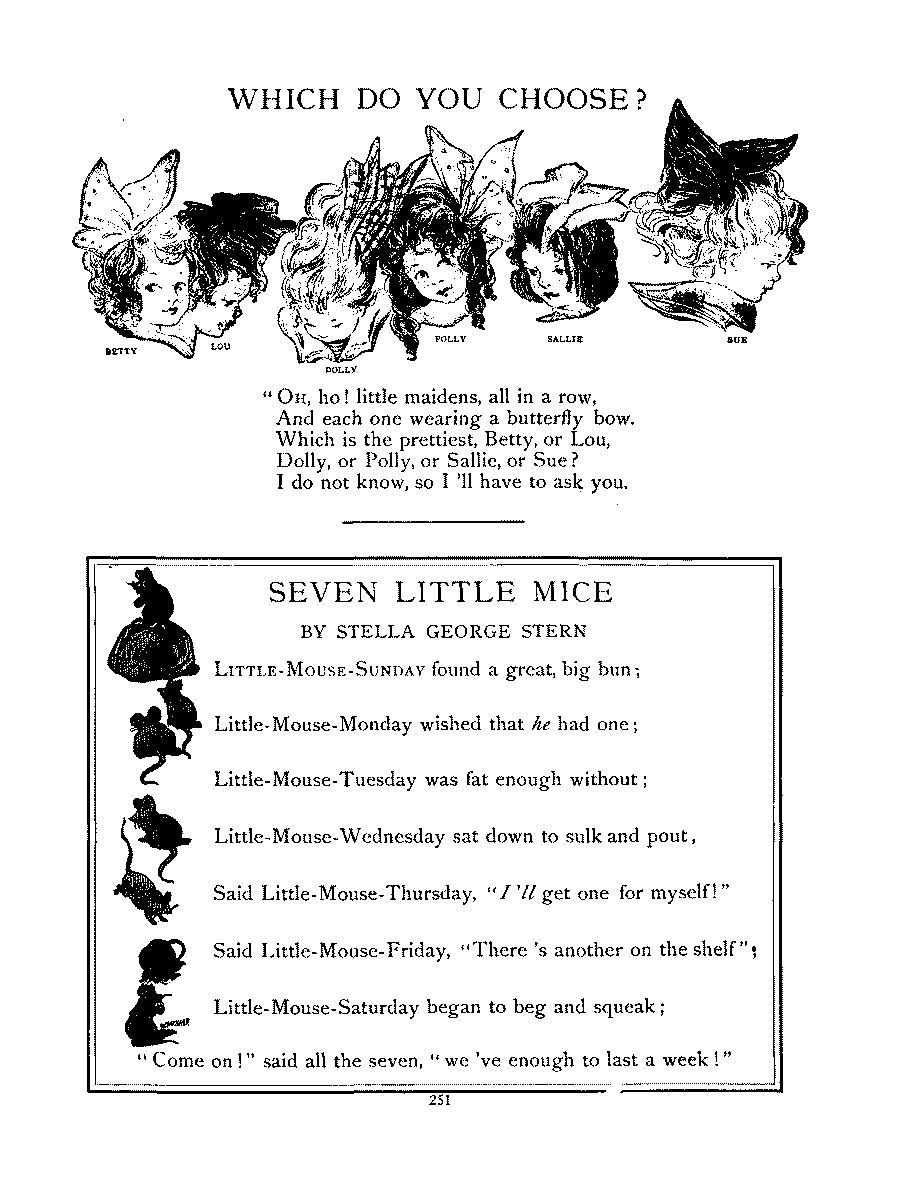 WHICH DO YOU CHOOSE?
BETTY
LOU
DOLLY
POLLY
SALLIE
SUE
“ OH, ho! little maidens, all in a row,
And each one wearing a butterfly bow.
Which is the prettiest, Betty, or Lou,
Dolly, or Polly, or Sallie, or Sue?
I do not know, so I ’ll have to ask you.
SEVEN LITTLE MICE
BY STELLA GEORGE STERN
LITTLE-MOUSE-SUNDAY found a great, big bun;
Little-Mouse-Monday wished that he had one;
Little-Mouse-Tuesday was fat enough without;
Little-Mouse-Wednesday sat down to sulk and pout,
Said Little-Mouse-Thursday, “I ’ll get one for myself!”
Said Little-Mouse-Friday, “There ’s another on the shelf”;
Little-Mouse-Saturday began to beg and squeak;
“Come on!” said all the seven, “we ’ve enough to last a week!”
251